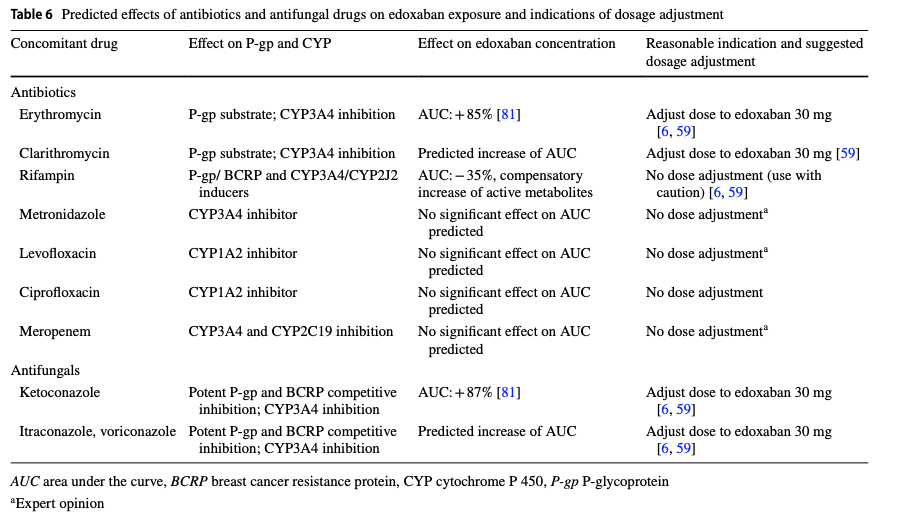 Table 6 Predicted effects of antibiotics and antifungal drugs on edoxaban exposure and indications of dosage adjustment
Concomitant drug Effect on P-gp and CYP Effect on edoxaban concentration Reasonable indication and suggested
dosage adjustment
Antibiotics
Erythromycin P-gp substrate; CYP3A4 inhibition AUC: +85% [81] Adjust dose to edoxaban 30 mg
[6, 59]
Clarithromycin P-gp substrate; CYP3A4 inhibition Predicted increase of AUC Adjust dose to edoxaban 30 mg [59]
Rifampin P-gp/ BCRP and CYP3A4/CYP2J2 AUC: −35%, compensatory No dose adjustment (use with
inducers increase of active metabolites caution) [6, 59]
Metronidazole CYP3A4 inhibitor No significant effect on AUC No dose adjustmentᵃ
predicted
Levofloxacin CYP1A2 inhibitor No significant effect on AUC No dose adjustmentᵃ
predicted
Ciprofloxacin CYP1A2 inhibitor No significant effect on AUC No dose adjustment
predicted
Meropenem CYP3A4 and CYP2C19 inhibition No significant effect on AUC No dose adjustmentᵃ
predicted
Antifungals
Ketoconazole Potent P-gp and BCRP competitive AUC: +87% [81] Adjust dose to edoxaban 30 mg
inhibition; CYP3A4 inhibition [6, 59]
Itraconazole, voriconazole Potent P-gp and BCRP competitive Predicted increase of AUC Adjust dose to edoxaban 30 mg
inhibition; CYP3A4 inhibition [6, 59]
AUC area under the curve, BCRP breast cancer resistance protein, CYP cytochrome P 450, P-gp P-glycoprotein
ᵃExpert opinion